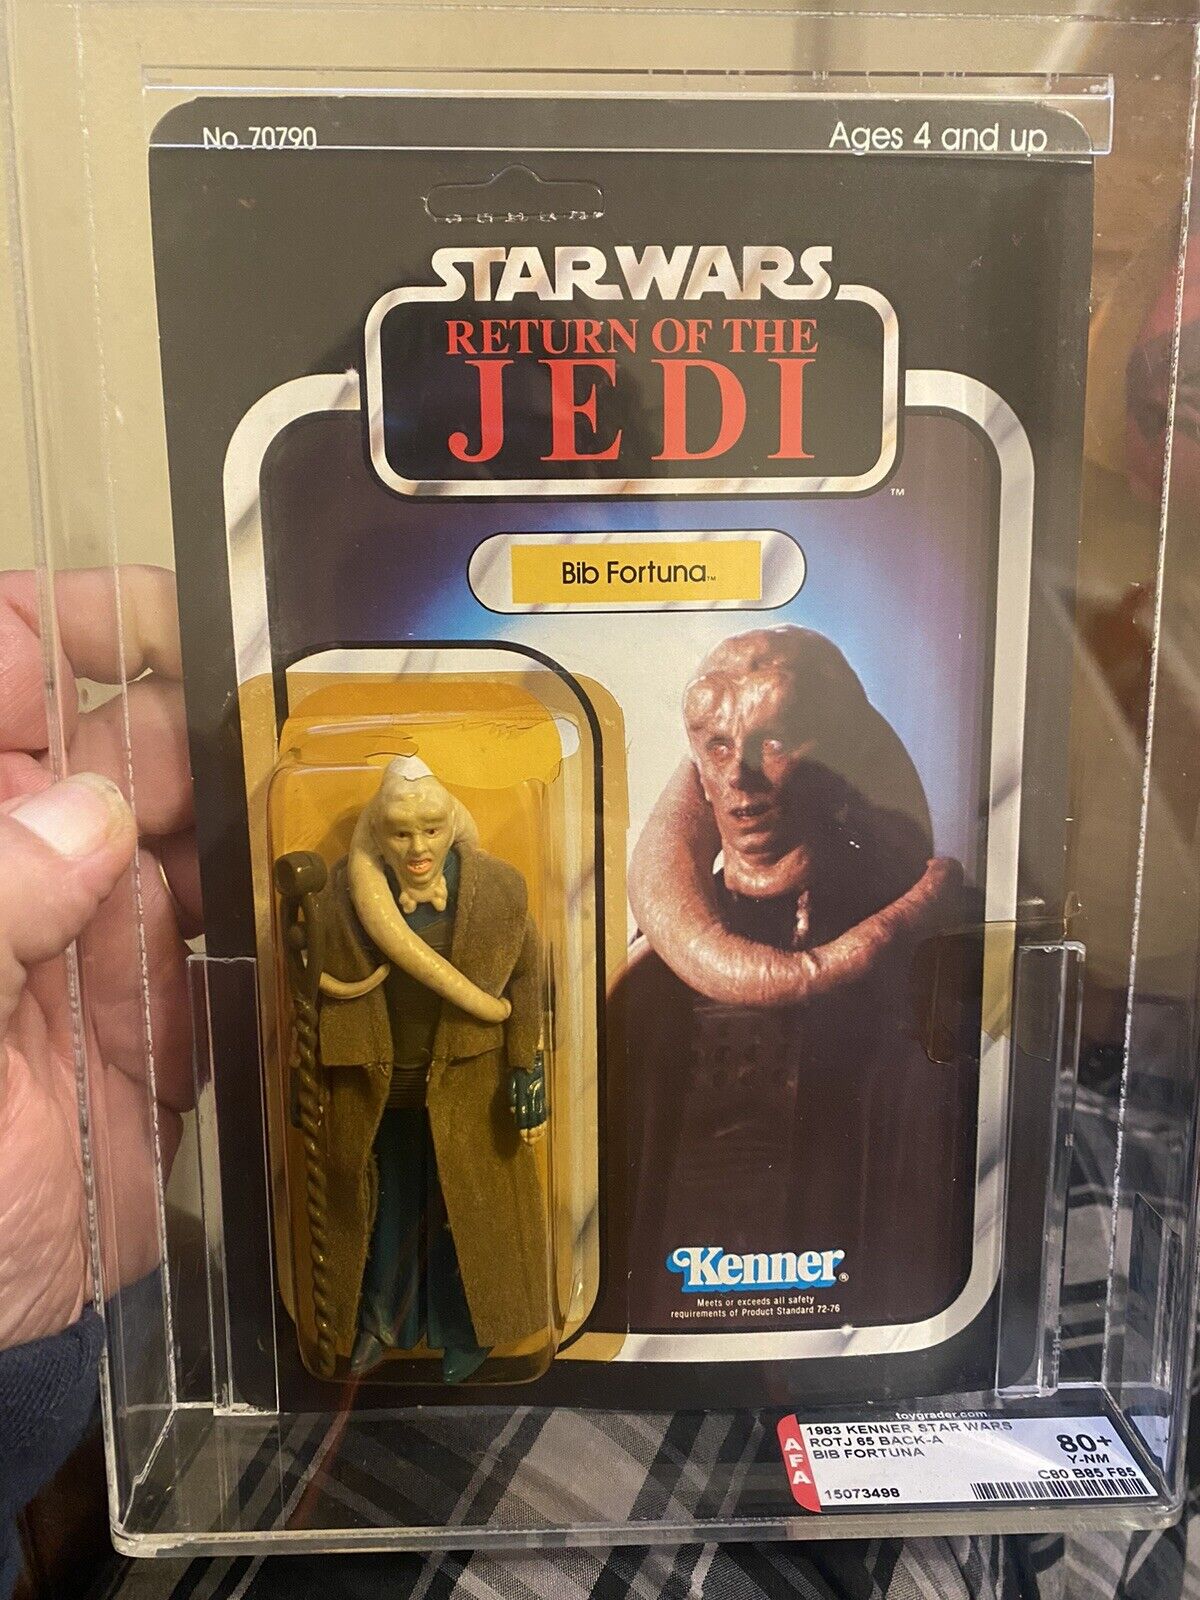 No. 70790
Ages 4 and up
STAR WARS
RETURN OF THE
JEDI
TM
Bib Fortuna™
Kenner®
Meets or exceeds all safety
requirements of Product Standard 72-76
toygrader.com
AFA
1983 KENNER STAR WARS
ROTJ 65 BACK-A
BIB FORTUNA
15073498
80+
Y-NM
C80 B85 F85